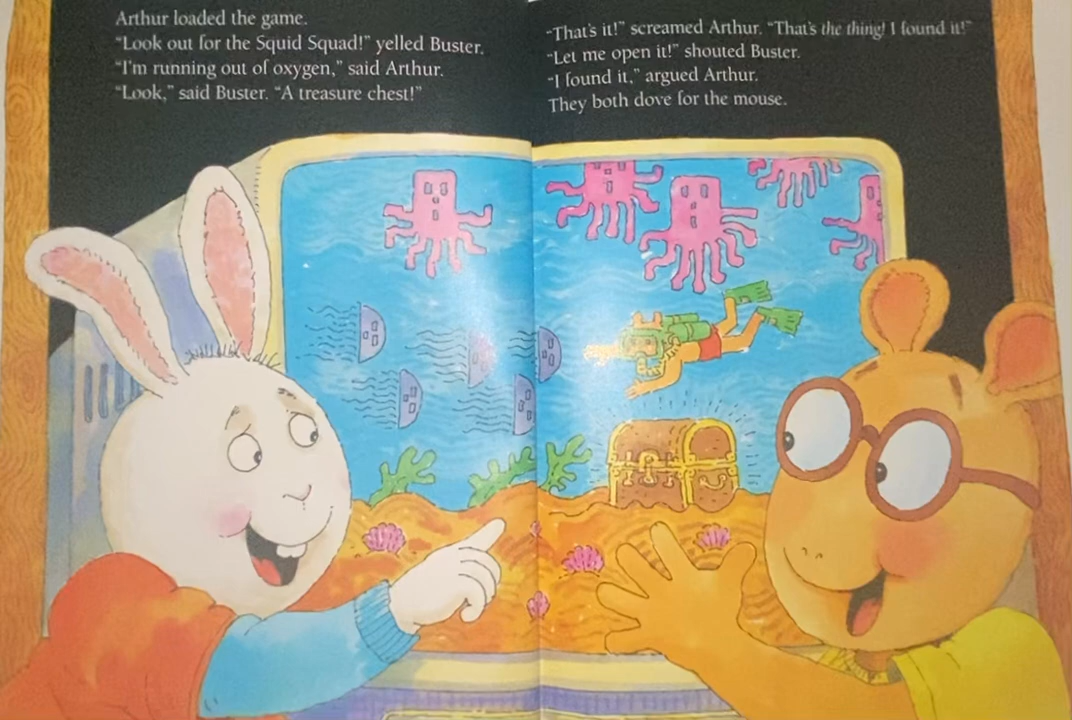 Arthur loaded the game.
“Look out for the Squid Squad!” yelled Buster.
“I'm running out of oxygen,” said Arthur.
“Look,” said Buster. “A treasure chest!”
“That's it!” screamed Arthur. “That's the thing! I found it!”
“Let me open it!” shouted Buster.
“I found it,” argued Arthur.
They both dove for the mouse.